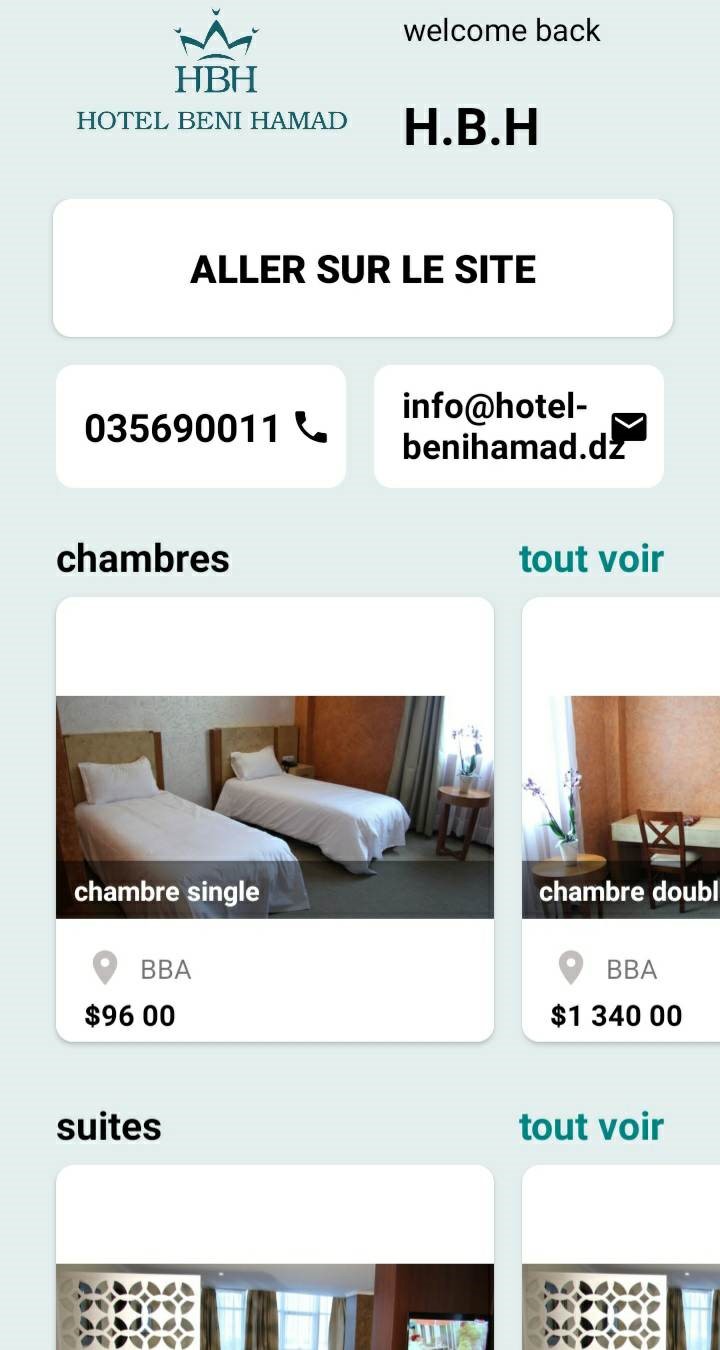 HBH
HOTEL BENI HAMAD
welcome back
H.B.H
ALLER SUR LE SITE
035690011
info@hotel-
benihamad.dz
chambres
tout voir
chambre single
chambre doubl
BBA
BBA
$96 00
$1 340 00
suites
tout voir